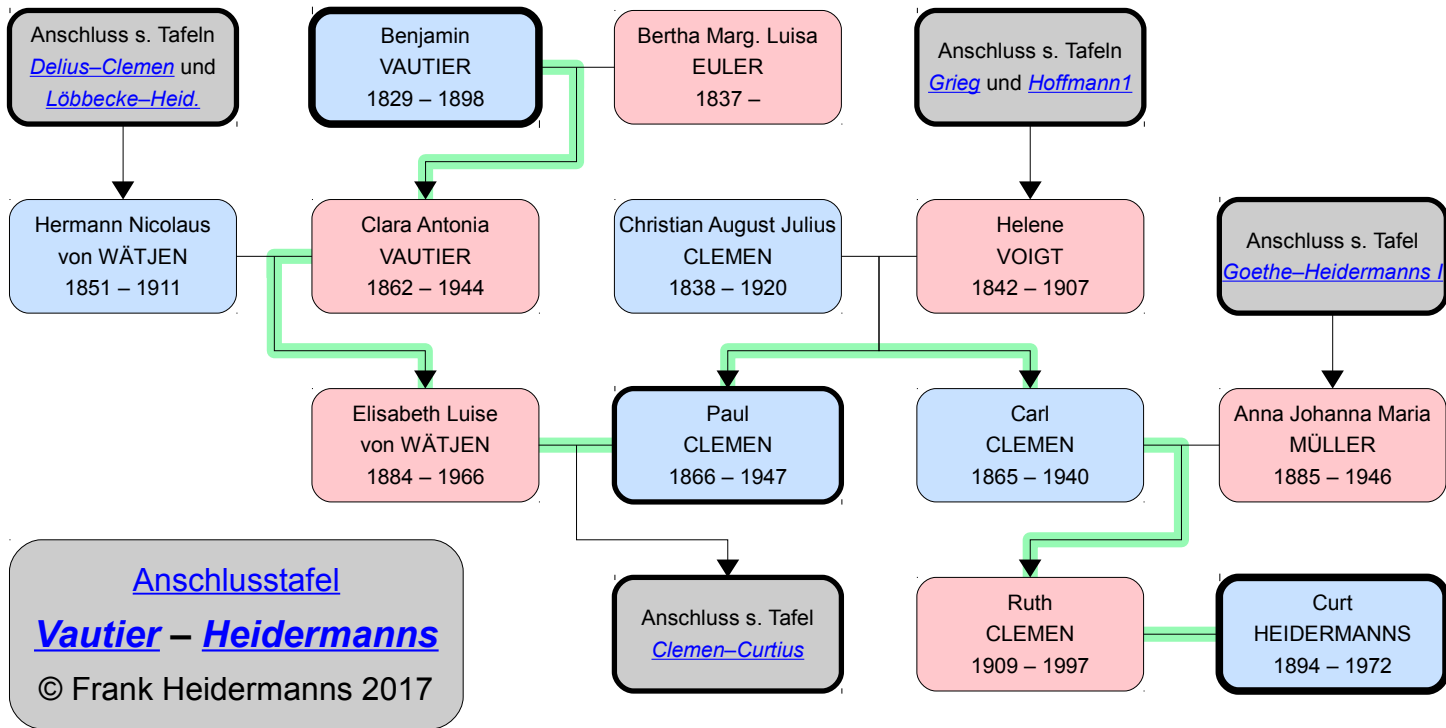 Anschluss s. Tafeln
Delius–Clemen und
Löbbecke–Heid.
Benjamin
VAUTIER
1829 – 1898
Bertha Marg. Luisa
EULER
1837 –
Anschluss s. Tafeln
Grieg und Hoffmann1
Hermann Nicolaus
von WÄTJEN
1851 – 1911
Clara Antonia
VAUTIER
1862 – 1944
Christian August Julius
CLEMEN
1838 – 1920
Helene
VOIGT
1842 – 1907
Anschluss s. Tafel
Goethe–Heidermanns I
Elisabeth Luise
von WÄTJEN
1884 – 1966
Paul
CLEMEN
1866 – 1947
Carl
CLEMEN
1865 – 1940
Anna Johanna Maria
MÜLLER
1885 – 1946
Anschlusstafel
Vautier – Heidermanns
© Frank Heidermanns 2017
Anschluss s. Tafel
Clemen–Curtius
Ruth
CLEMEN
1909 – 1997
Curt
HEIDERMANNS
1894 – 1972